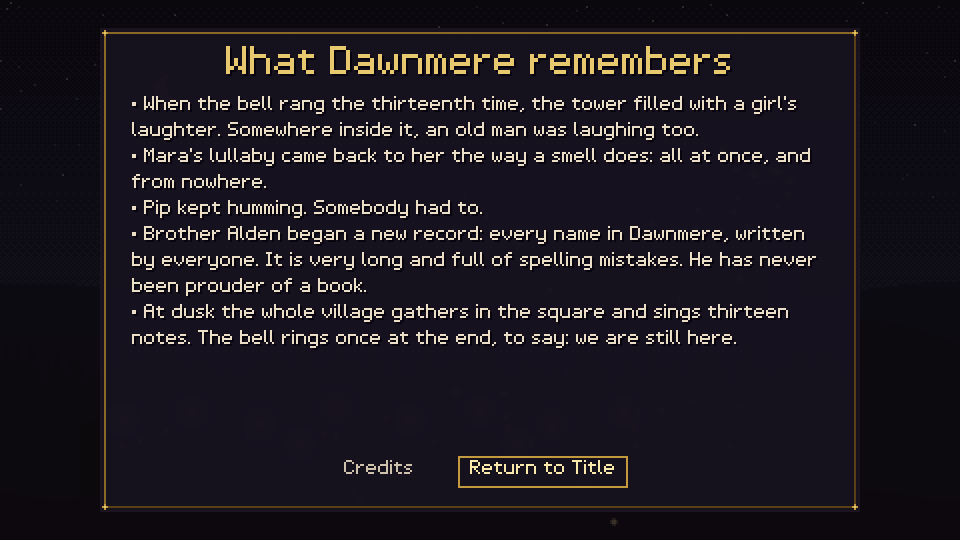 What Dawnmere remembers
• When the bell rang the thirteenth time, the tower filled with a girl's
laughter. Somewhere inside it, an old man was laughing too.
• Mara's lullaby came back to her the way a smell does: all at once, and
from nowhere.
• Pip kept humming. Somebody had to.
• Brother Alden began a new record: every name in Dawnmere, written
by everyone. It is very long and full of spelling mistakes. He has never
been prouder of a book.
• At dusk the whole village gathers in the square and sings thirteen
notes. The bell rings once at the end, to say: we are still here.
Credits
Return to Title